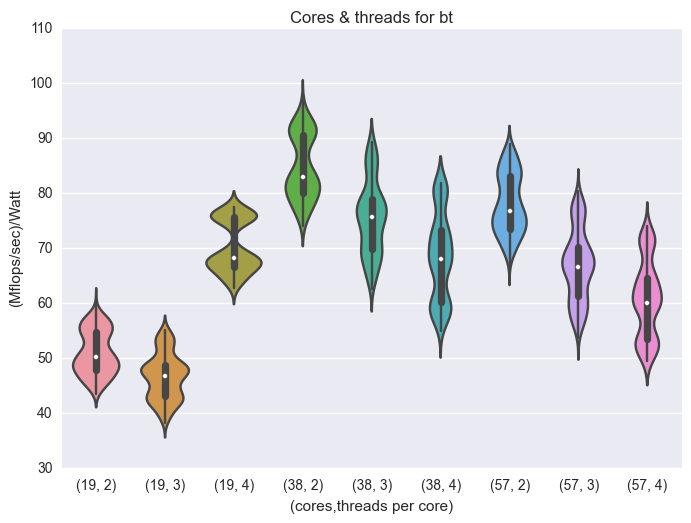 Cores & threads for bt
110
100
90
80
70
60
50
40
30
(Mflops/sec)/Watt
(19, 2) (19, 3) (19, 4) (38, 2) (38, 3) (38, 4) (57, 2) (57, 3) (57, 4)
(cores,threads per core)